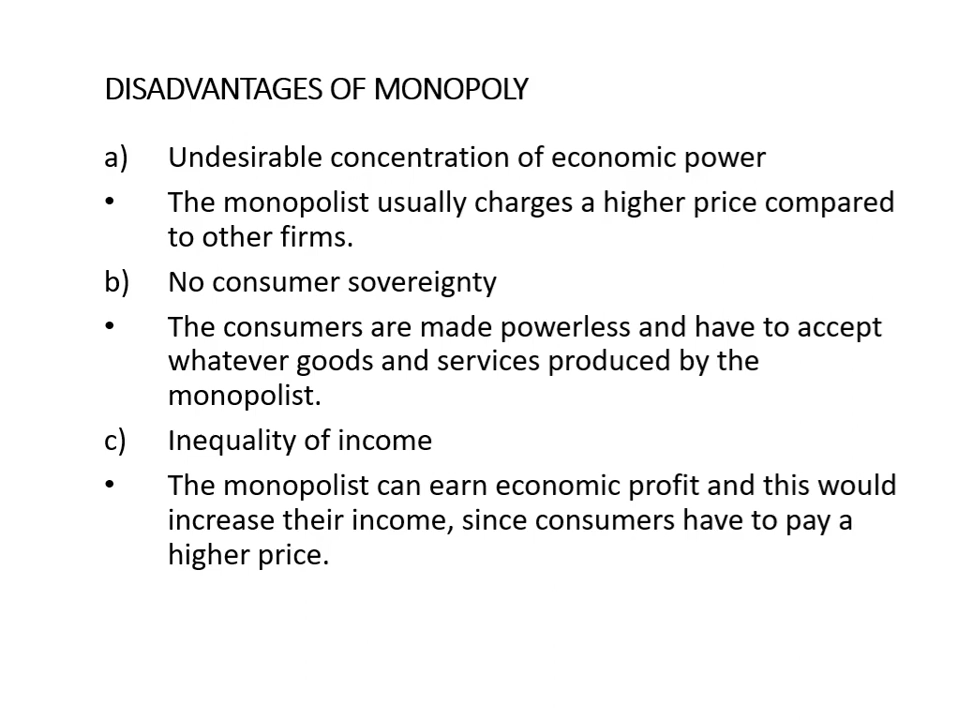 DISADVANTAGES OF MONOPOLY
a) Undesirable concentration of economic power
• The monopolist usually charges a higher price compared
to other firms.
b) No consumer sovereignty
• The consumers are made powerless and have to accept
whatever goods and services produced by the
monopolist.
c) Inequality of income
• The monopolist can earn economic profit and this would
increase their income, since consumers have to pay a
higher price.